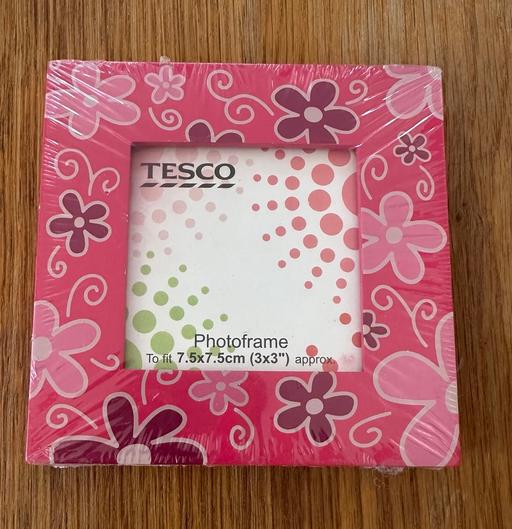 TESCO
Photoframe
To fit 7.5x7.5cm (3x3") approx.